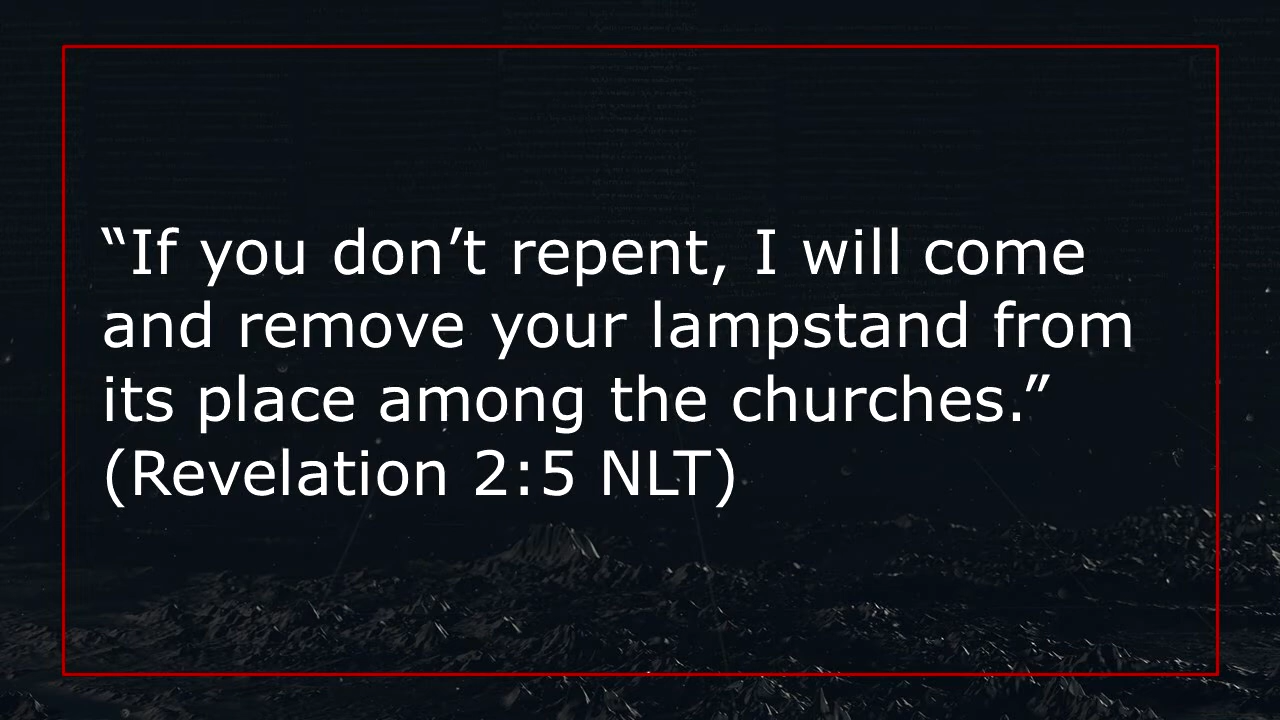 “If you don’t repent, I will come
and remove your lampstand from
its place among the churches.”
(Revelation 2:5 NLT)